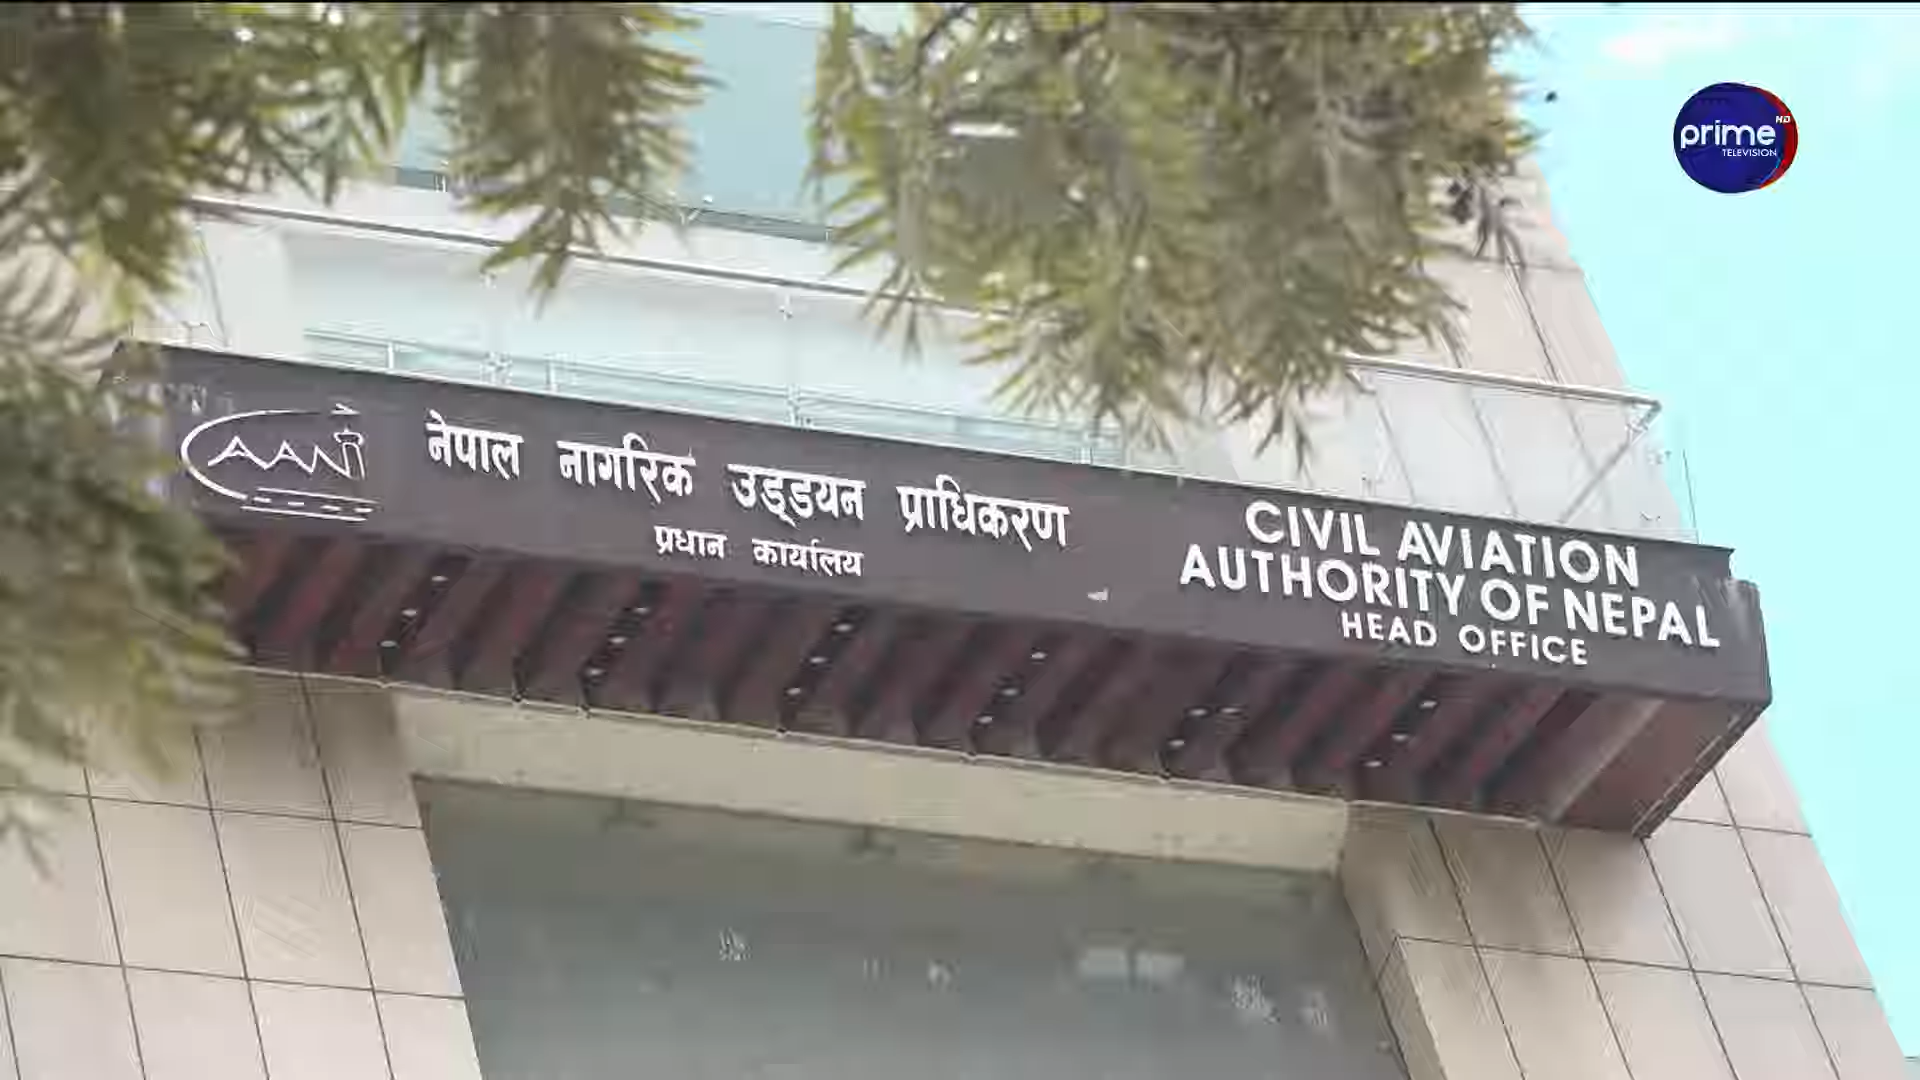 prime HD
TELEVISION
CAAN
नेपाल नागरिक उड्डयन प्राधिकरण
प्रधान कार्यालय
CIVIL AVIATION
AUTHORITY OF NEPAL
HEAD OFFICE